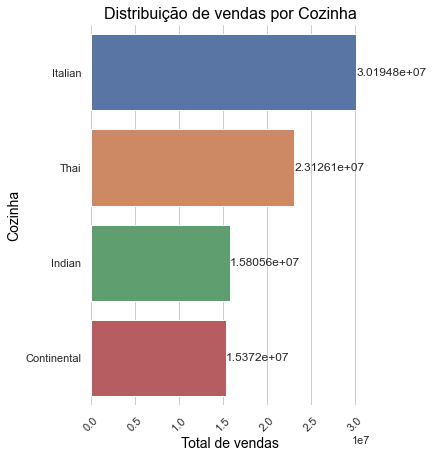 Distribuição de vendas por Cozinha
Italian
3.01948e+07
Thai
2.31261e+07
Indian
1.58056e+07
Continental
1.5372e+07
Cozinha
0.0
0.5
1.0
1.5
2.0
2.5
3.0
1e7
Total de vendas